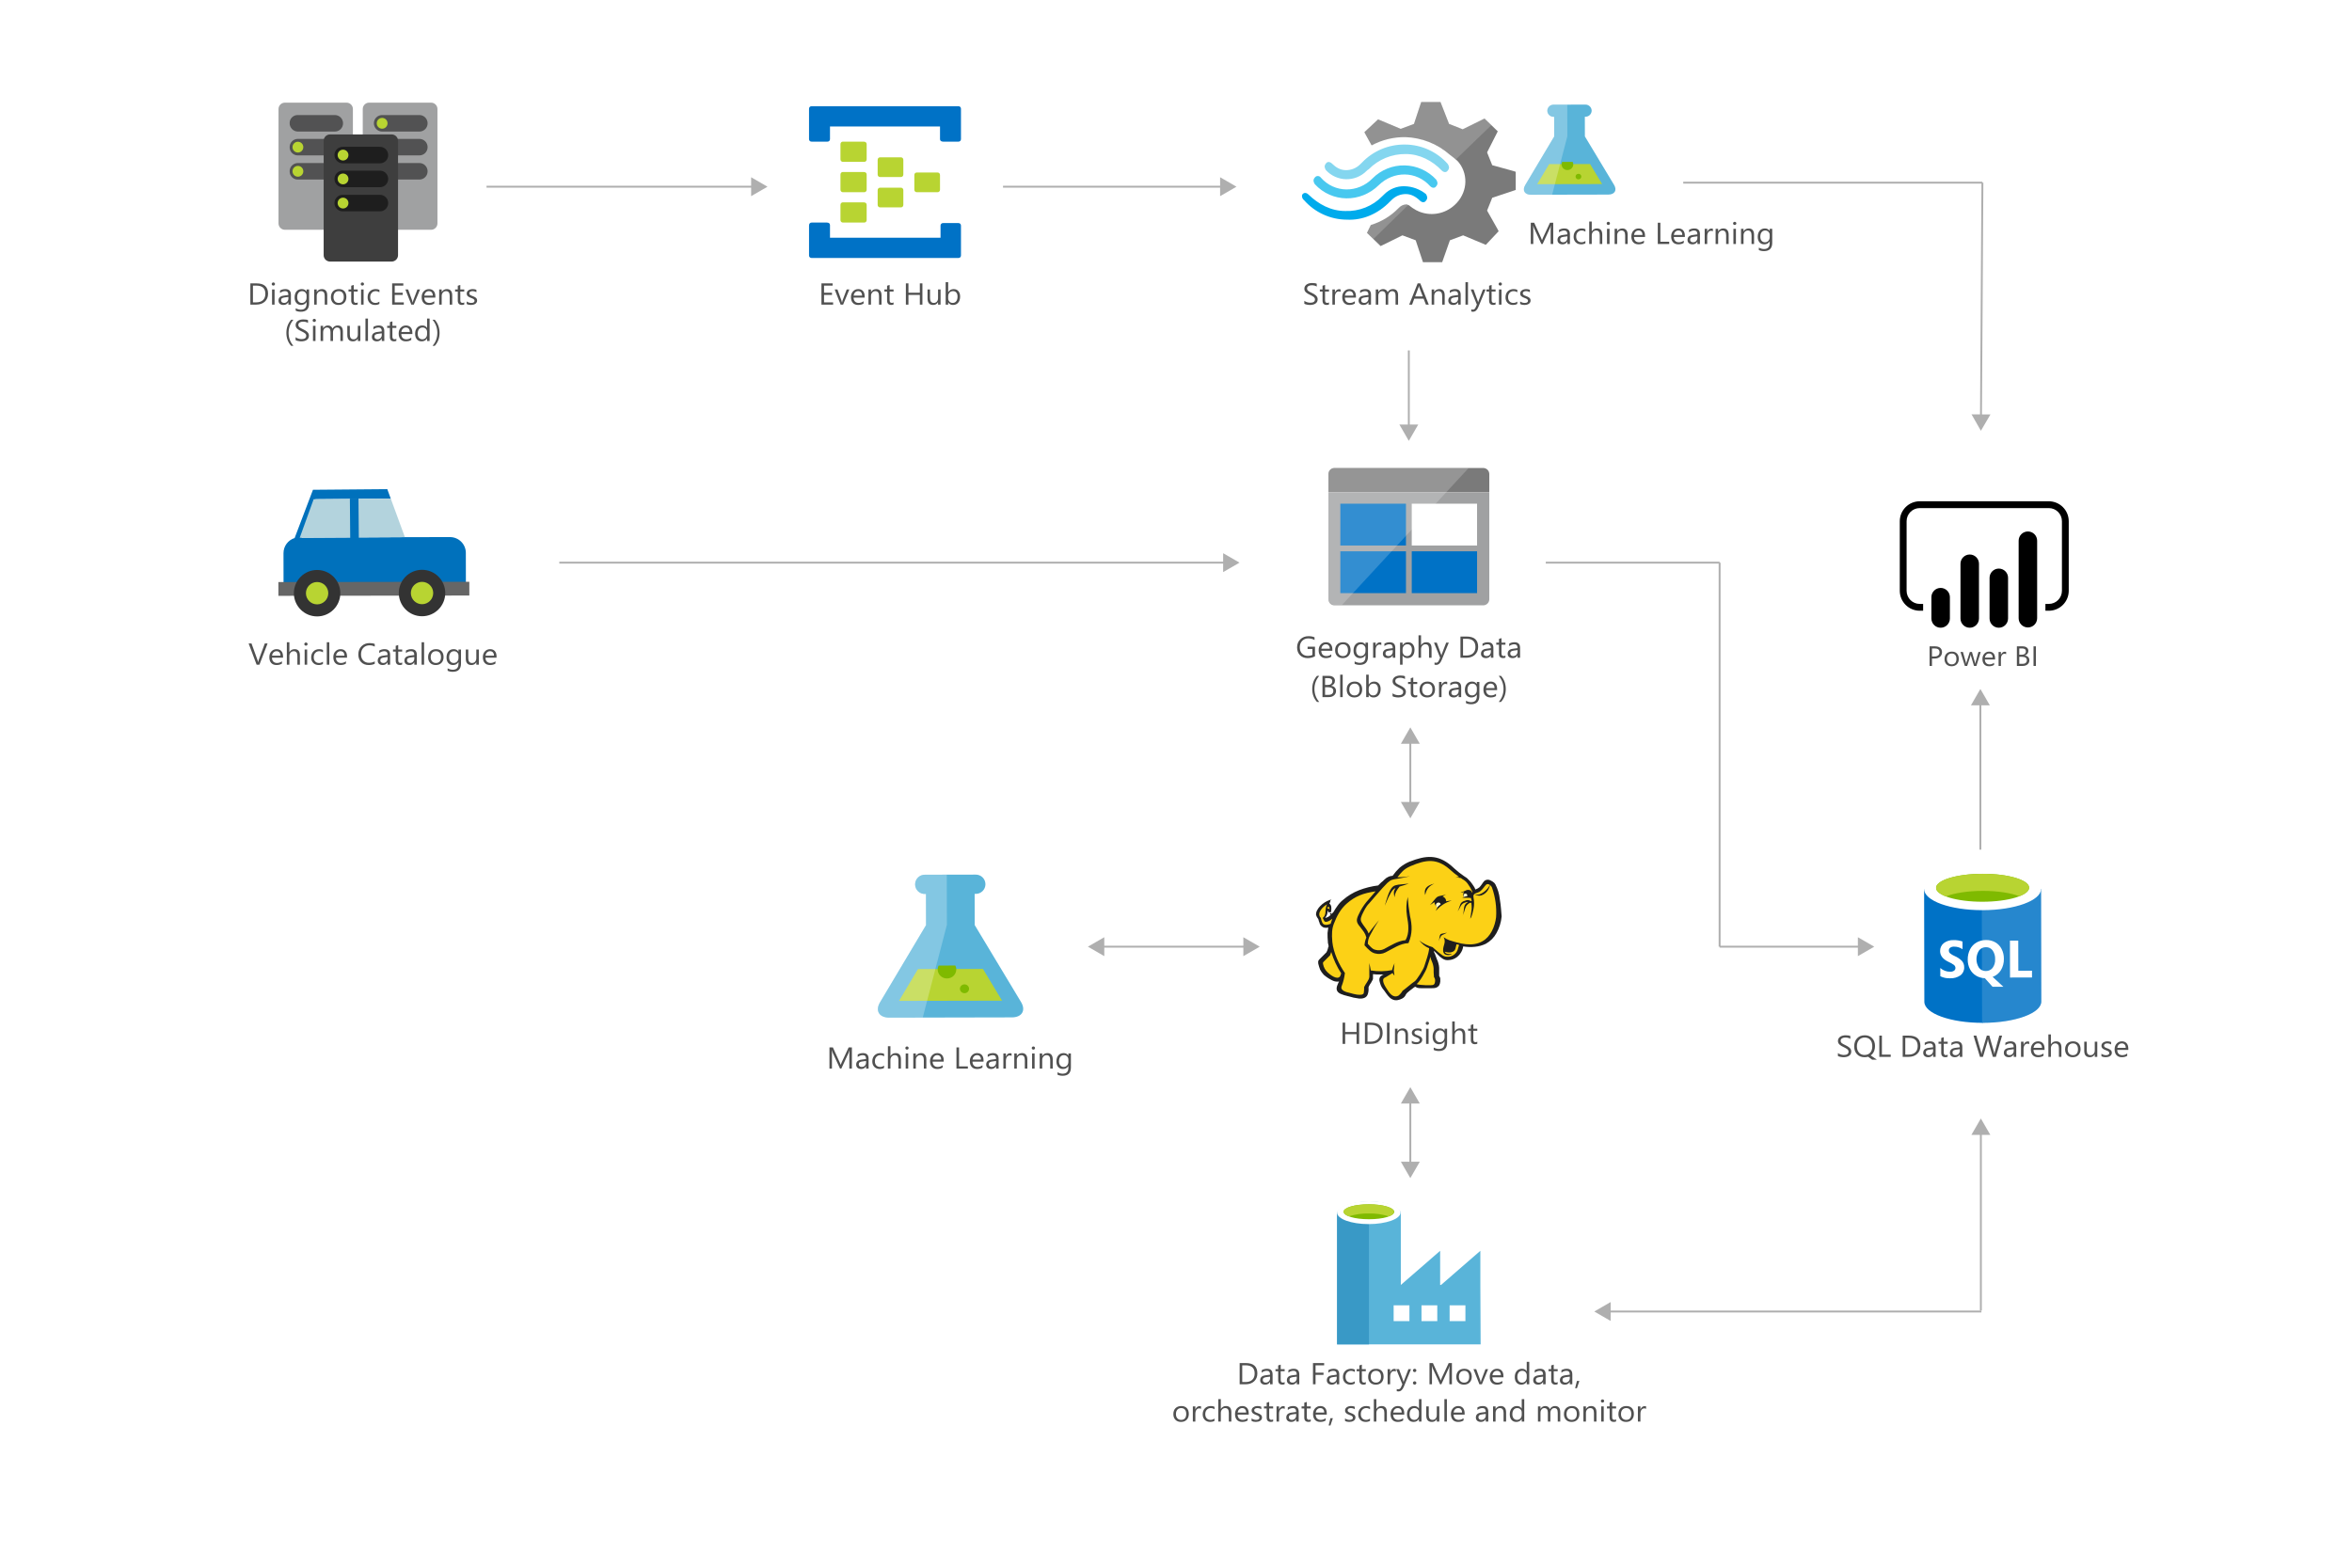 Diagnostic Events
(Simulated)
Event Hub
Stream Analytics
Machine Learning
Vehicle Catalogue
Geography Data
(Blob Storage)
Power BI
Machine Learning
HDInsight
SQL
SQL Data Warehouse
Data Factory: Move data,
orchestrate, schedule and monitor